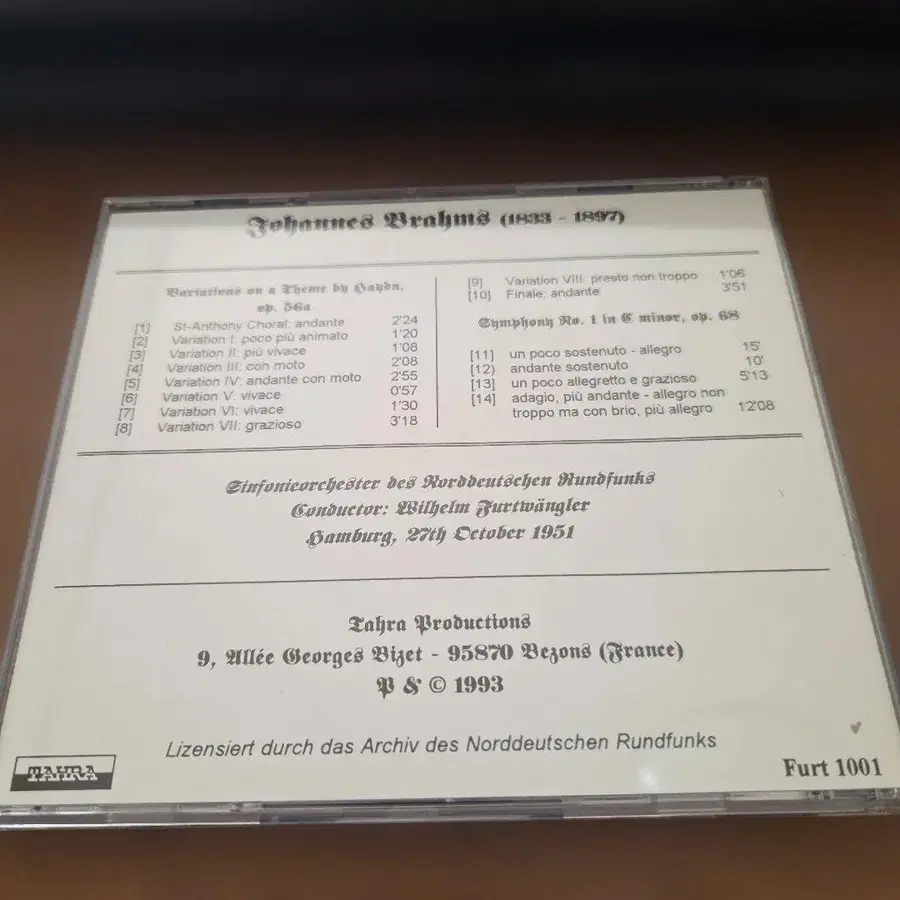 Johannes Brahms (1833 - 1897)
Variations on a Theme by Haydn,
op. 56a
[1] St-Anthony Choral: andante 2'24
[2] Variation I: poco più animato 1'20
[3] Variation II: più vivace 1'08
[4] Variation III: con moto 2'08
[5] Variation IV: andante con moto 2'55
[6] Variation V: vivace 0'57
[7] Variation VI: vivace 1'30
[8] Variation VII: grazioso 3'18
[9] Variation VIII: presto non troppo 1'06
[10] Finale: andante 3'51
Symphony No. 1 in C minor, op. 68
[11] un poco sostenuto - allegro 15'
[12) andante sostenuto 10'
[13] un poco allegretto e grazioso 5'13
[14] adagio, più andante - allegro non
troppo ma con brio, più allegro 12'08
Sinfonieorchester des Norddeutschen Rundfunks
Conductor: Wilhelm Furtwängler
Hamburg, 27th October 1951
Tahra Productions
9, Allée Georges Bizet - 95870 Bezons (France)
P & © 1993
Lizensiert durch das Archiv des Norddeutschen Rundfunks
TAHRA
Furt 1001